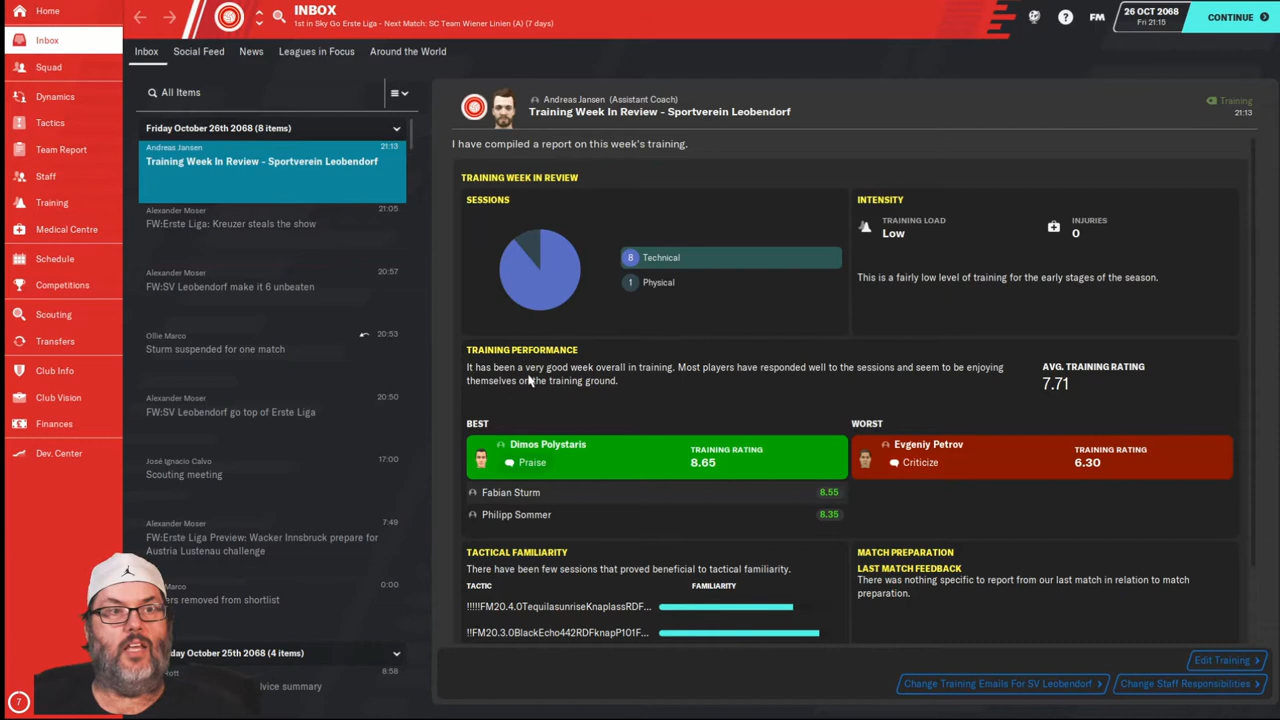 Home
Inbox
Squad
Dynamics
Tactics
Team Report
Staff
Training
Medical Centre
Schedule
Competitions
Scouting
Transfers
Club Info
Club Vision
Finances
Dev. Center
7
INBOX
1st in Sky Go Erste Liga - Next Match: SC Team Wiener Linien (A) (7 days)
FM
26 OCT 2068
Fri 21:15
CONTINUE
Inbox
Social Feed
News
Leagues in Focus
Around the World
All Items
Friday October 26th 2068 (8 items)
Andreas Jansen
21:13
Training Week In Review - Sportverein Leobendorf
Alexander Moser
21:05
FW:Erste Liga: Kreuzer steals the show
Alexander Moser
20:57
FW:SV Leobendorf make it 6 unbeaten
Ollie Marco
20:53
Sturm suspended for one match
Alexander Moser
20:50
FW:SV Leobendorf go top of Erste Liga
José Ignacio Calvo
17:00
Scouting meeting
Alexander Moser
7:49
FW:Erste Liga Preview: Wacker Innsbruck prepare for
Austria Lustenau challenge
Marco
0:00
removed from shortlist
October 25th 2068 (4 items)
8:58
summary
Andreas Jansen (Assistant Coach)
Training Week In Review - Sportverein Leobendorf
Training
21:13
I have compiled a report on this week's training.
TRAINING WEEK IN REVIEW
SESSIONS
8 Technical
1 Physical
INTENSITY
TRAINING LOAD
Low
INJURIES
0
This is a fairly low level of training for the early stages of the season.
TRAINING PERFORMANCE
It has been a very good week overall in training. Most players have responded well to the sessions and seem to be enjoying
themselves on the training ground.
AVG. TRAINING RATING
7.71
BEST
Dimos Polystaris
Praise
TRAINING RATING
8.65
Fabian Sturm
8.55
Philipp Sommer
8.35
WORST
Evgeniy Petrov
Criticize
TRAINING RATING
6.30
TACTICAL FAMILIARITY
There have been few sessions that proved beneficial to tactical familiarity.
TACTIC
FAMILIARITY
!!!!!FM20.4.0TequilasunriseKnaplassRDF...
!!FM20.3.0BlackEcho442RDFknapP101F...
MATCH PREPARATION
LAST MATCH FEEDBACK
There was nothing specific to report from our last match in relation to match
preparation.
Edit Training
Change Training Emails For SV Leobendorf
Change Staff Responsibilities